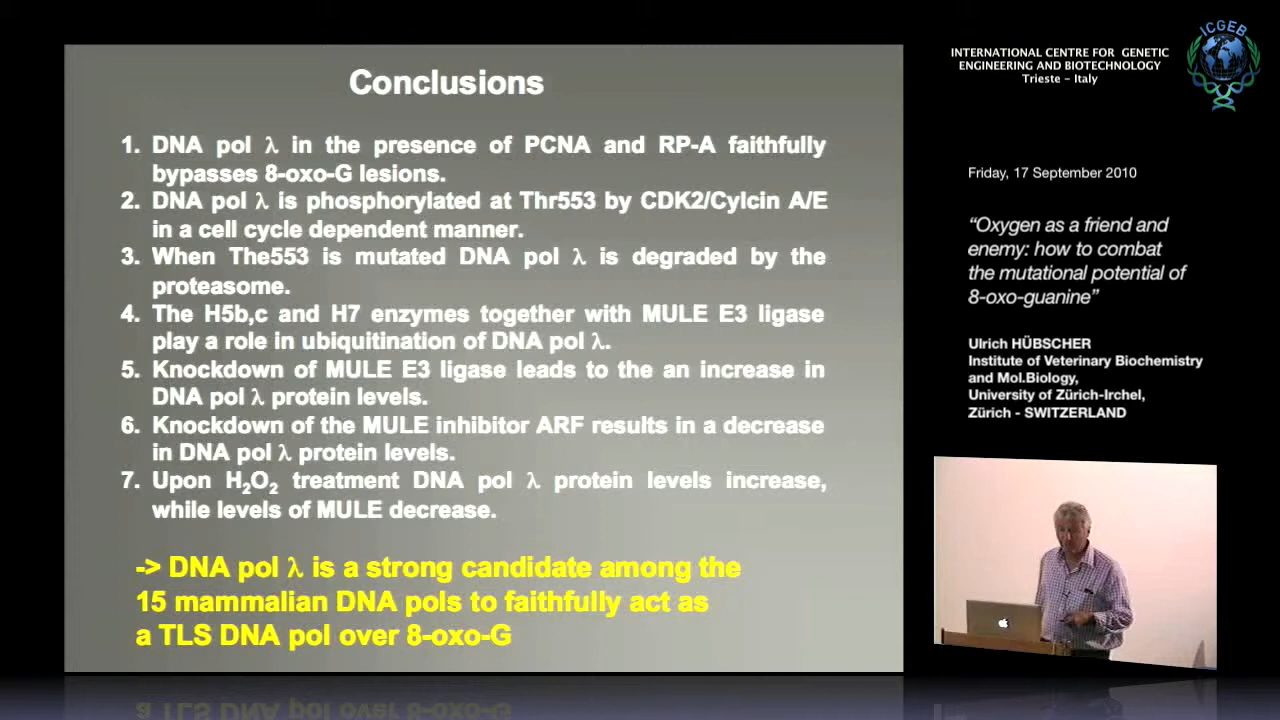 Conclusions
1. DNA pol λ in the presence of PCNA and RP-A faithfully
bypasses 8-oxo-G lesions.
2. DNA pol λ is phosphorylated at Thr553 by CDK2/Cylcin A/E
in a cell cycle dependent manner.
3. When The553 is mutated DNA pol λ is degraded by the
proteasome.
4. The H5b,c and H7 enzymes together with MULE E3 ligase
play a role in ubiquitination of DNA pol λ.
5. Knockdown of MULE E3 ligase leads to the an increase in
DNA pol λ protein levels.
6. Knockdown of the MULE inhibitor ARF results in a decrease
in DNA pol λ protein levels.
7. Upon H₂O₂ treatment DNA pol λ protein levels increase,
while levels of MULE decrease.
-> DNA pol λ is a strong candidate among the
15 mammalian DNA pols to faithfully act as
a TLS DNA pol over 8-oxo-G
INTERNATIONAL CENTRE FOR GENETIC
ENGINEERING AND BIOTECHNOLOGY
Trieste - Italy
ICGEB
Friday, 17 September 2010
“Oxygen as a friend and
enemy: how to combat
the mutational potential of
8-oxo-guanine”
Ulrich HÜBSCHER
Institute of Veterinary Biochemistry
and Mol.Biology,
University of Zürich-Irchel,
Zürich - SWITZERLAND